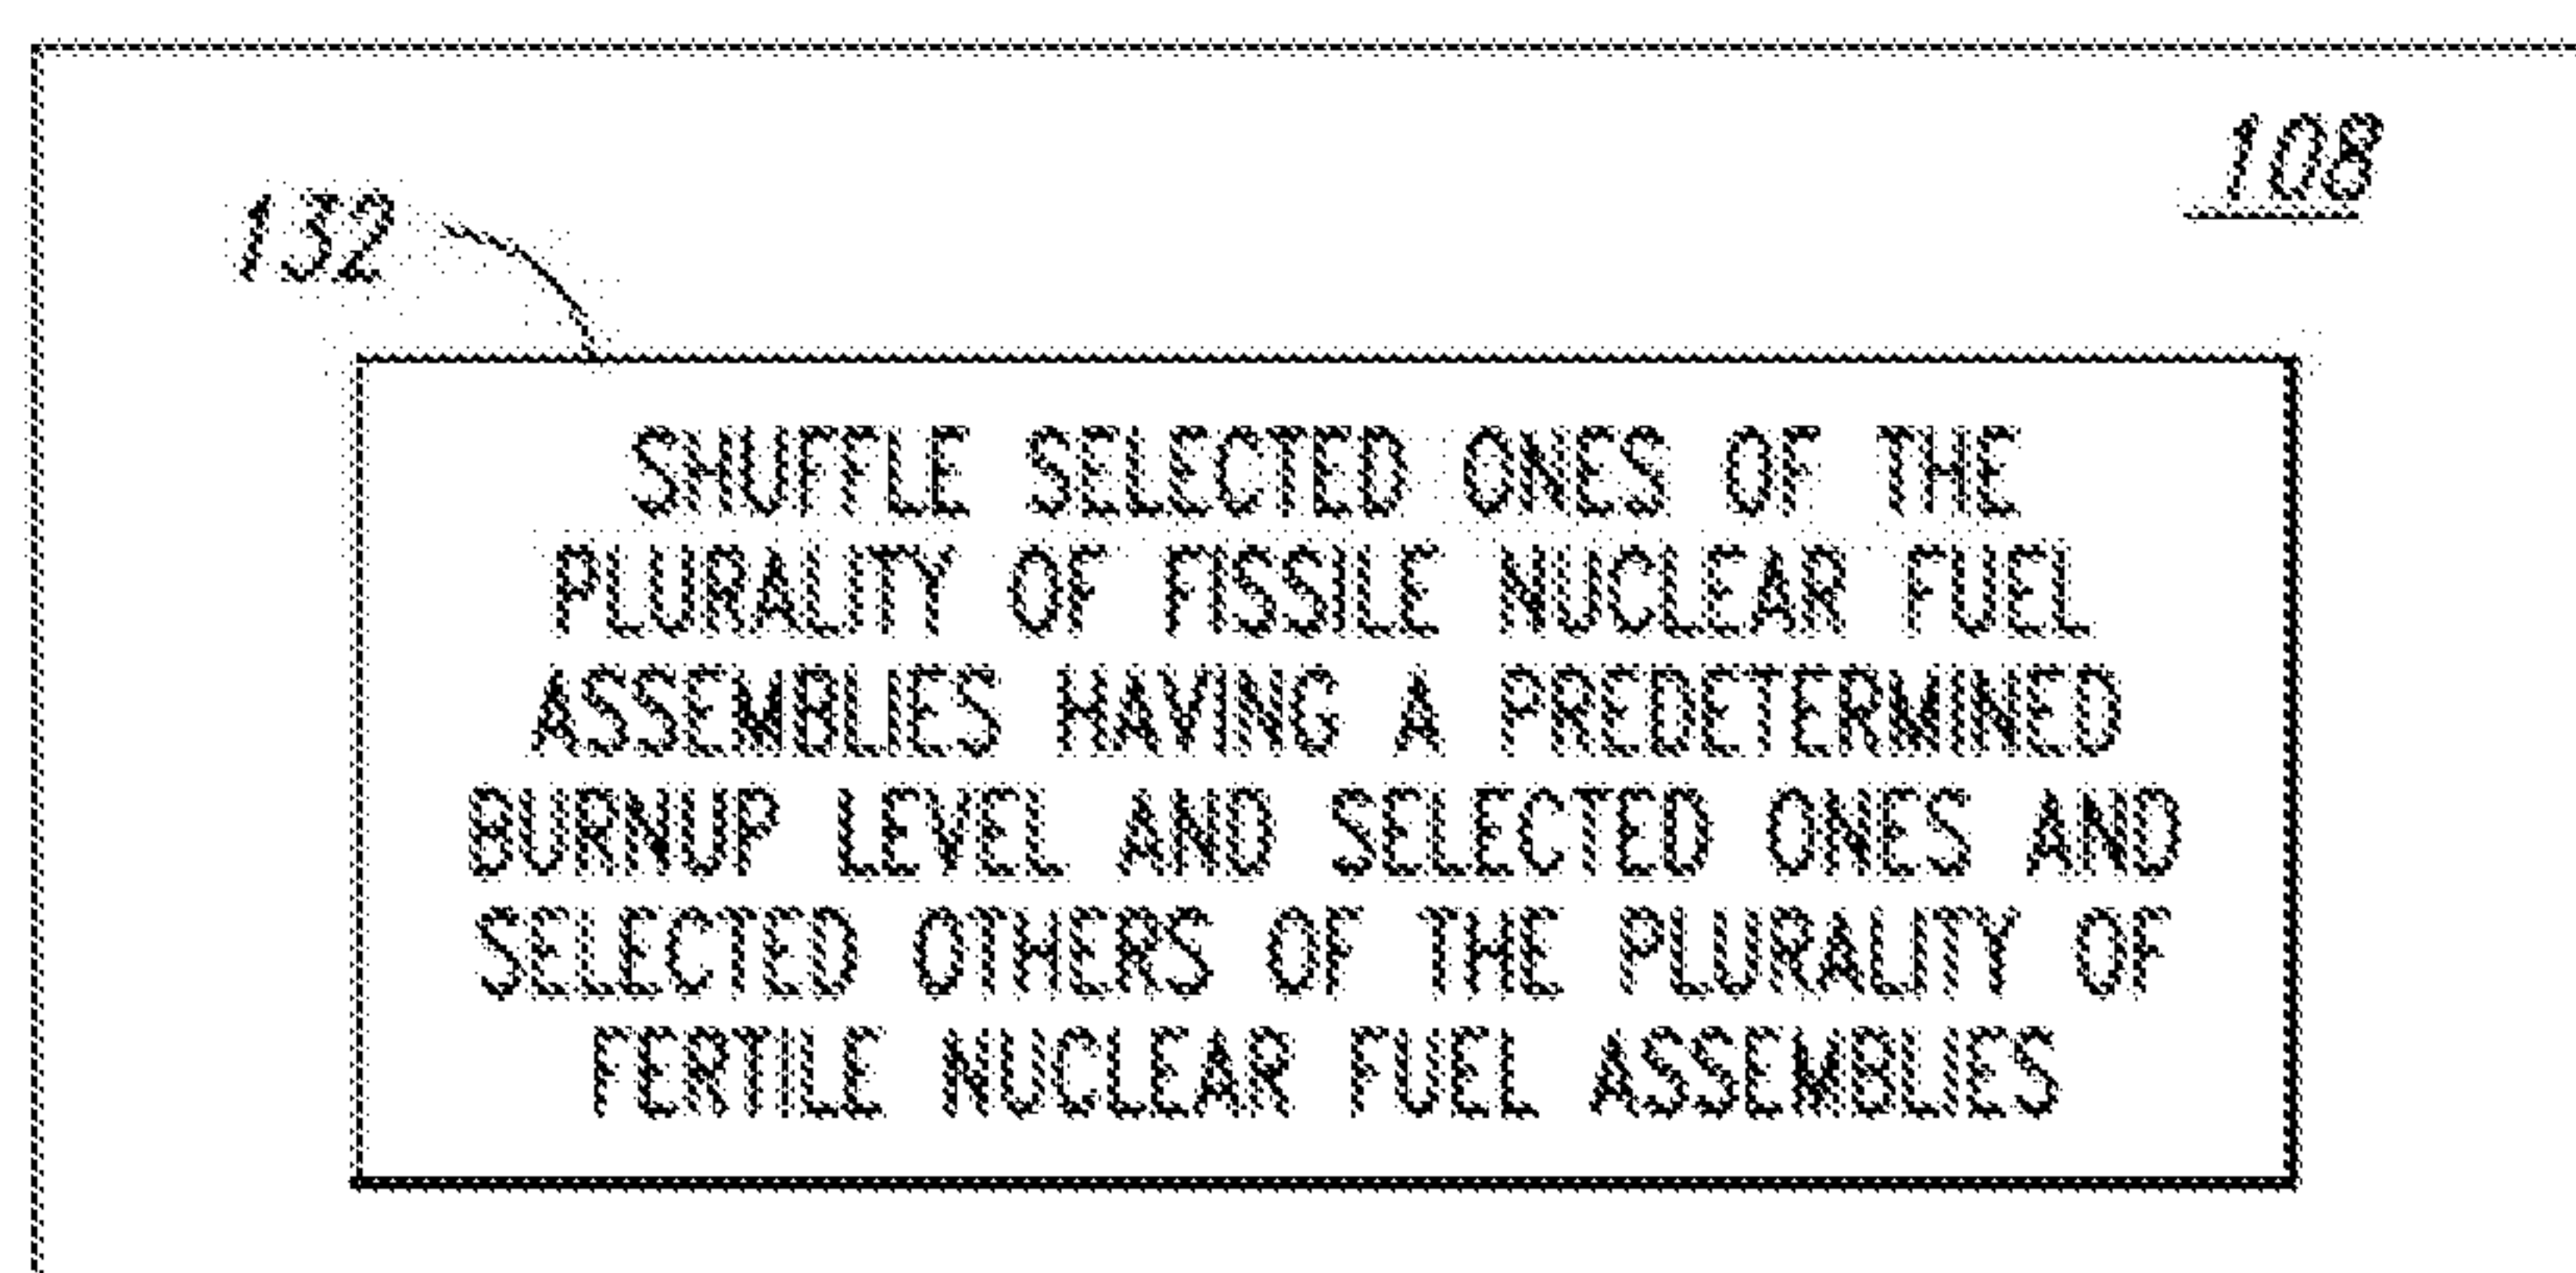 108
132
SHUFFLE SELECTED ONES OF THE
PLURALITY OF FISSILE NUCLEAR FUEL
ASSEMBLIES HAVING A PREDETERMINED
BURNUP LEVEL AND SELECTED ONES AND
SELECTED OTHERS OF THE PLURALITY OF
FERTILE NUCLEAR FUEL ASSEMBLIES